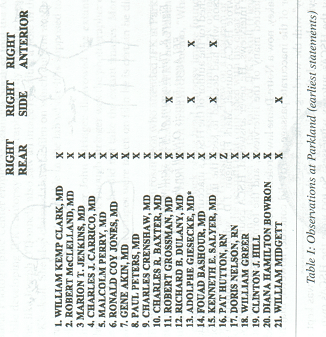 RIGHT REAR RIGHT SIDE RIGHT ANTERIOR
1. WILLIAM KEMP CLARK, MD X
2. ROBERT McCLELLAND, MD X
3 MARION T. JENKINS, MD X
4. CHARLES J. CARRICO, MD X
5. MALCOLM PERRY, MD X
6. RONALD COY JONES, MD X
7. GENE AKIN, MD X
8. PAUL PETERS, MD X
9. CHARLES CRENSHAW, MD X
10. CHARLES R. BAXTER, MD X
11. ROBERT GROSSMAN, MD X X
12. RICHARD B. DULANY, MD X
13. ADOLPHE GIESECKE, MD* X X X
14. FOUAD BASHOUR, MD X
15. KENNETH E. SALYER, MD X X X
16. PAT HUTTON, RN Z
17. DORIS NELSON, RN X
18. WILLIAM GREER X
19. CLINTON J. HILL X
20. DIANA HAMILTON BOWRON X
21. WILLIAM MIDGETT X X
Table 1: Observations at Parkland (earliest statements)